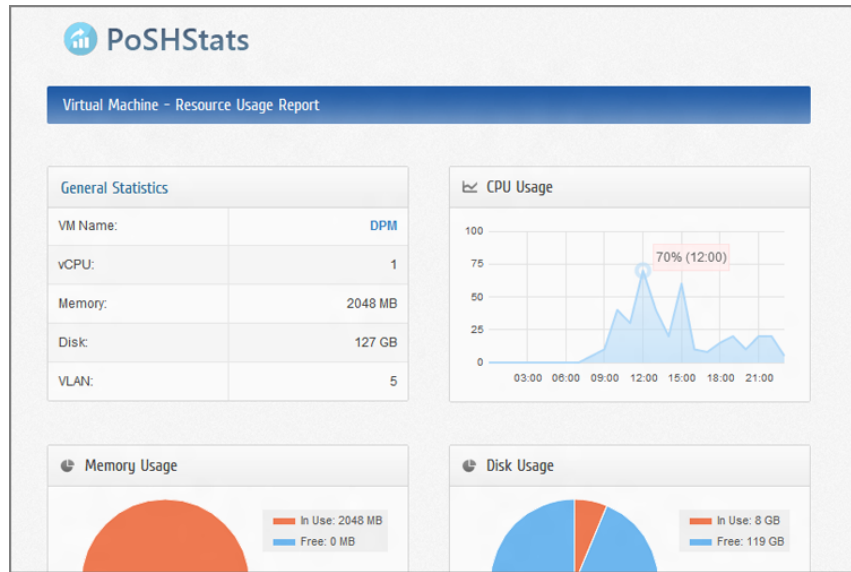 PoSHStats
Virtual Machine - Resource Usage Report
General Statistics
VM Name: DPM
vCPU: 1
Memory: 2048 MB
Disk: 127 GB
VLAN: 5
CPU Usage
100
75
50
25
0
70% (12:00)
03:00 06:00 09:00 12:00 15:00 18:00 21:00
Memory Usage
In Use: 2048 MB
Free: 0 MB
Disk Usage
In Use: 8 GB
Free: 119 GB